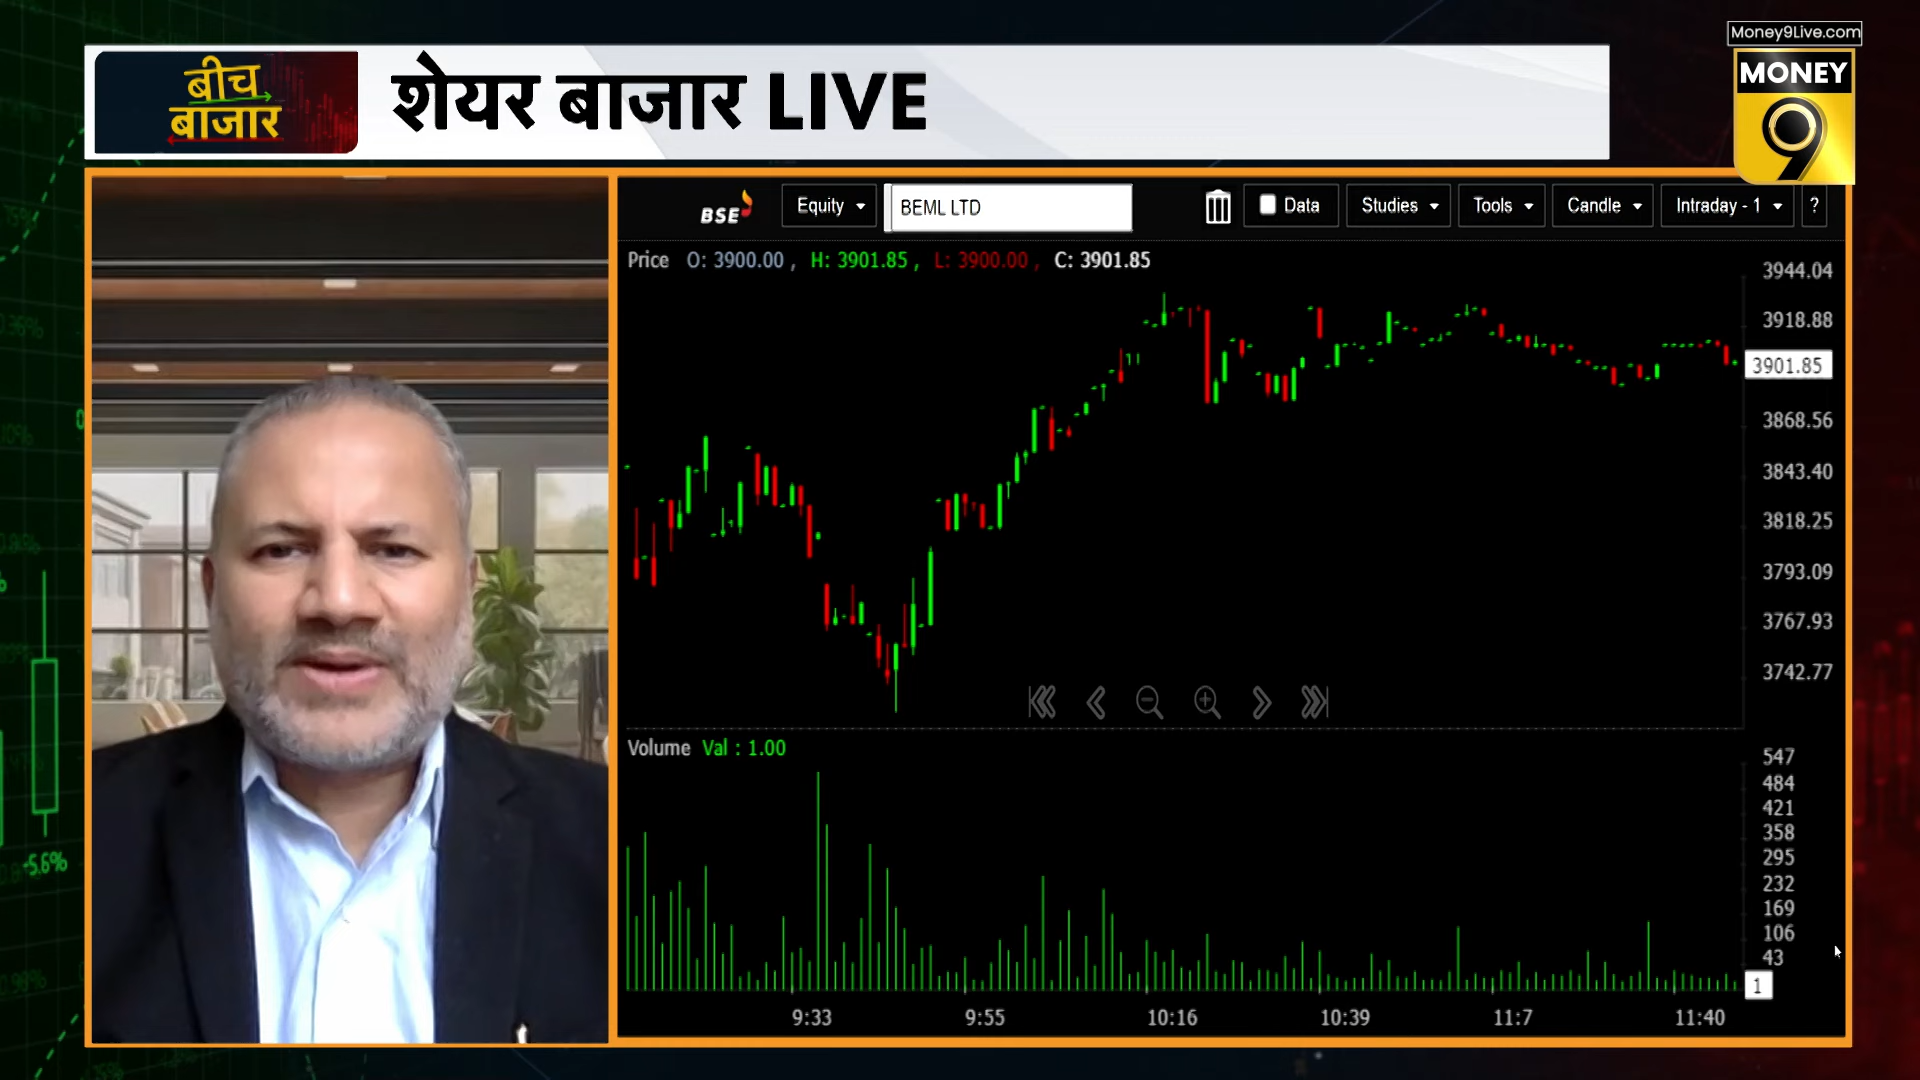 Money9Live.com
MONEY
9
बीच
बाजार
शेयर बाजार LIVE
BSE Equity BEML LTD Data Studies Tools Candle Intraday - 1 ?
Price O: 3900.00 , H: 3901.85 , L: 3900.00 , C: 3901.85
3944.04
3918.88
3901.85
3868.56
3843.40
3818.25
3793.09
3767.93
3742.77
Volume Val : 1.00
547
484
421
358
295
232
169
106
43
1
9:33 9:55 10:16 10:39 11:7 11:40
-5.6%